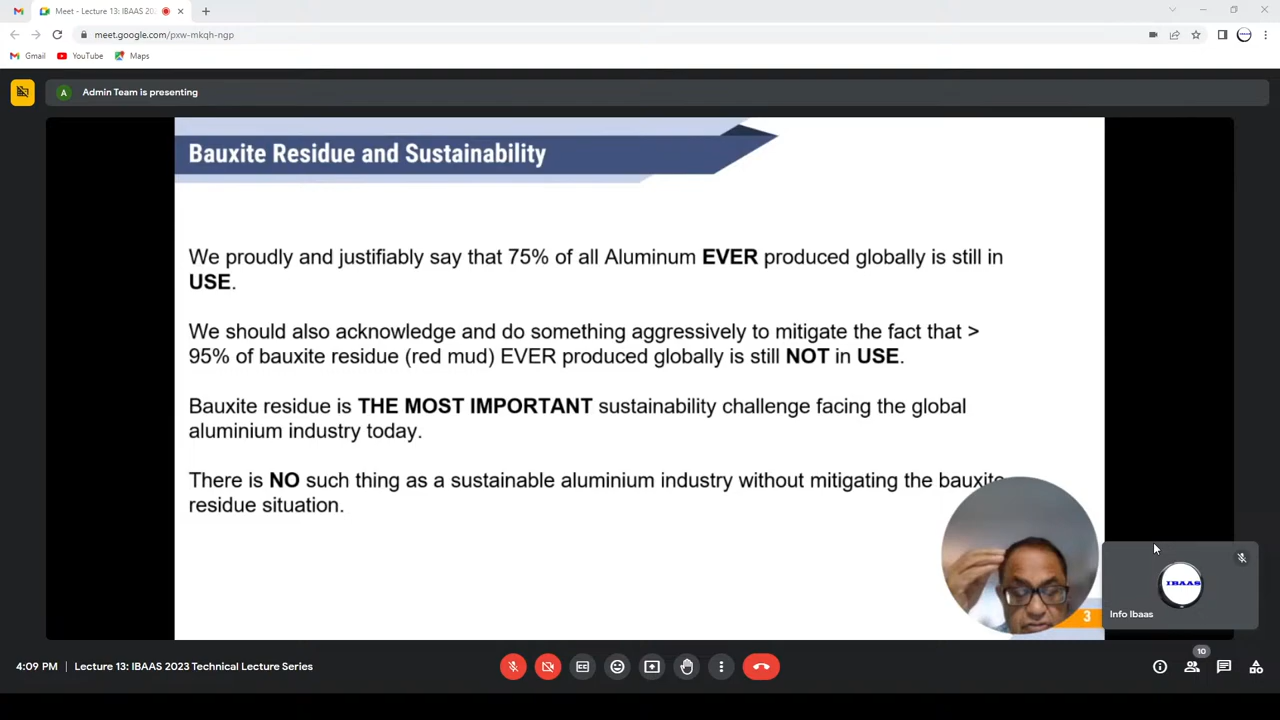 Meet - Lecture 13: IBAAS 202
meet.google.com/pxw-mkqh-ngp
Gmail
YouTube
Maps
A
Admin Team is presenting
Bauxite Residue and Sustainability
We proudly and justifiably say that 75% of all Aluminum EVER produced globally is still in
USE.
We should also acknowledge and do something aggressively to mitigate the fact that >
95% of bauxite residue (red mud) EVER produced globally is still NOT in USE.
Bauxite residue is THE MOST IMPORTANT sustainability challenge facing the global
aluminium industry today.
There is NO such thing as a sustainable aluminium industry without mitigating the bauxite
residue situation.
3
IBAAS
Info Ibaas
4:09 PM | Lecture 13: IBAAS 2023 Technical Lecture Series
10